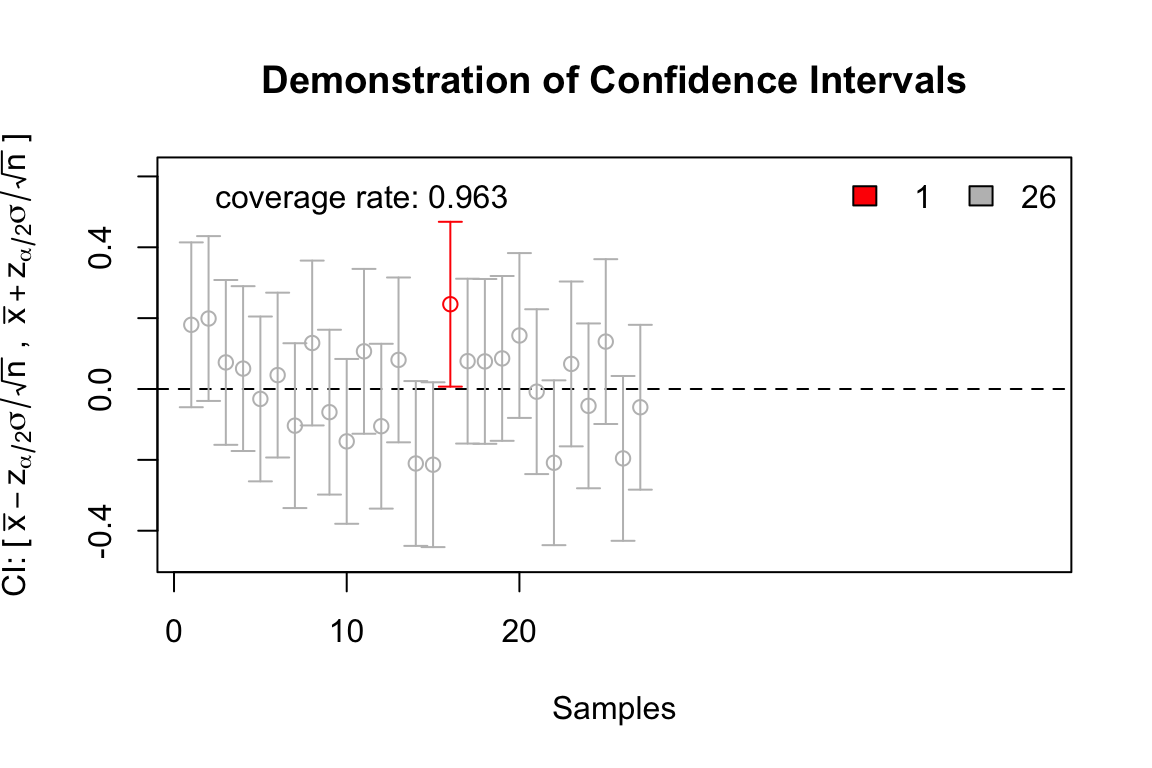 Demonstration of Confidence Intervals
CI: [ x̅ − zα/2σ/√n , x̅ + zα/2σ/√n ]
coverage rate: 0.963
1
26
0.4
0.0
-0.4
0
10
20
Samples